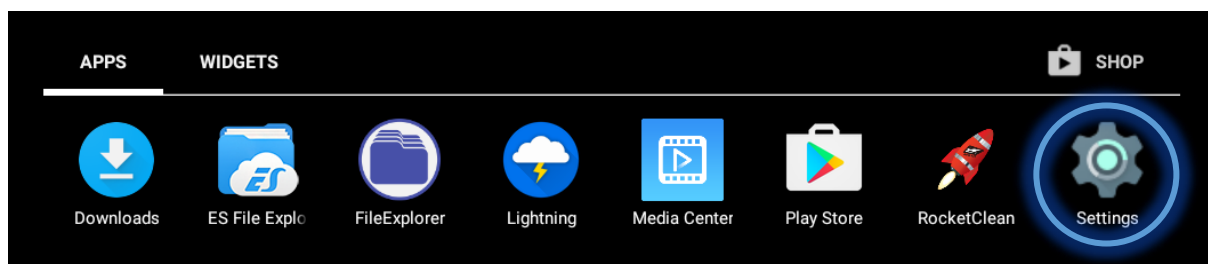 APPS WIDGETS SHOP
Downloads ES File Explo FileExplorer Lightning Media Center Play Store RocketClean Settings